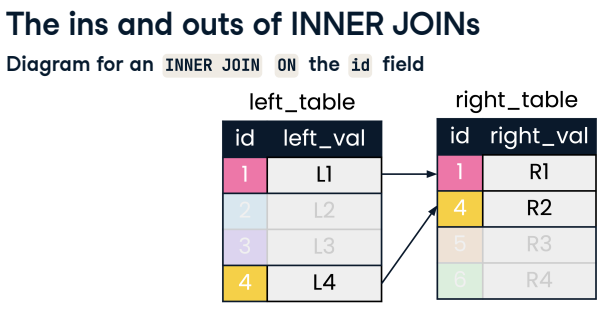 The ins and outs of INNER JOINs
Diagram for an INNER JOIN ON the id field
left_table right_table
id left_val id right_val
1 L1 1 R1
2 L2 4 R2
3 L3 5 R3
4 L4 6 R4